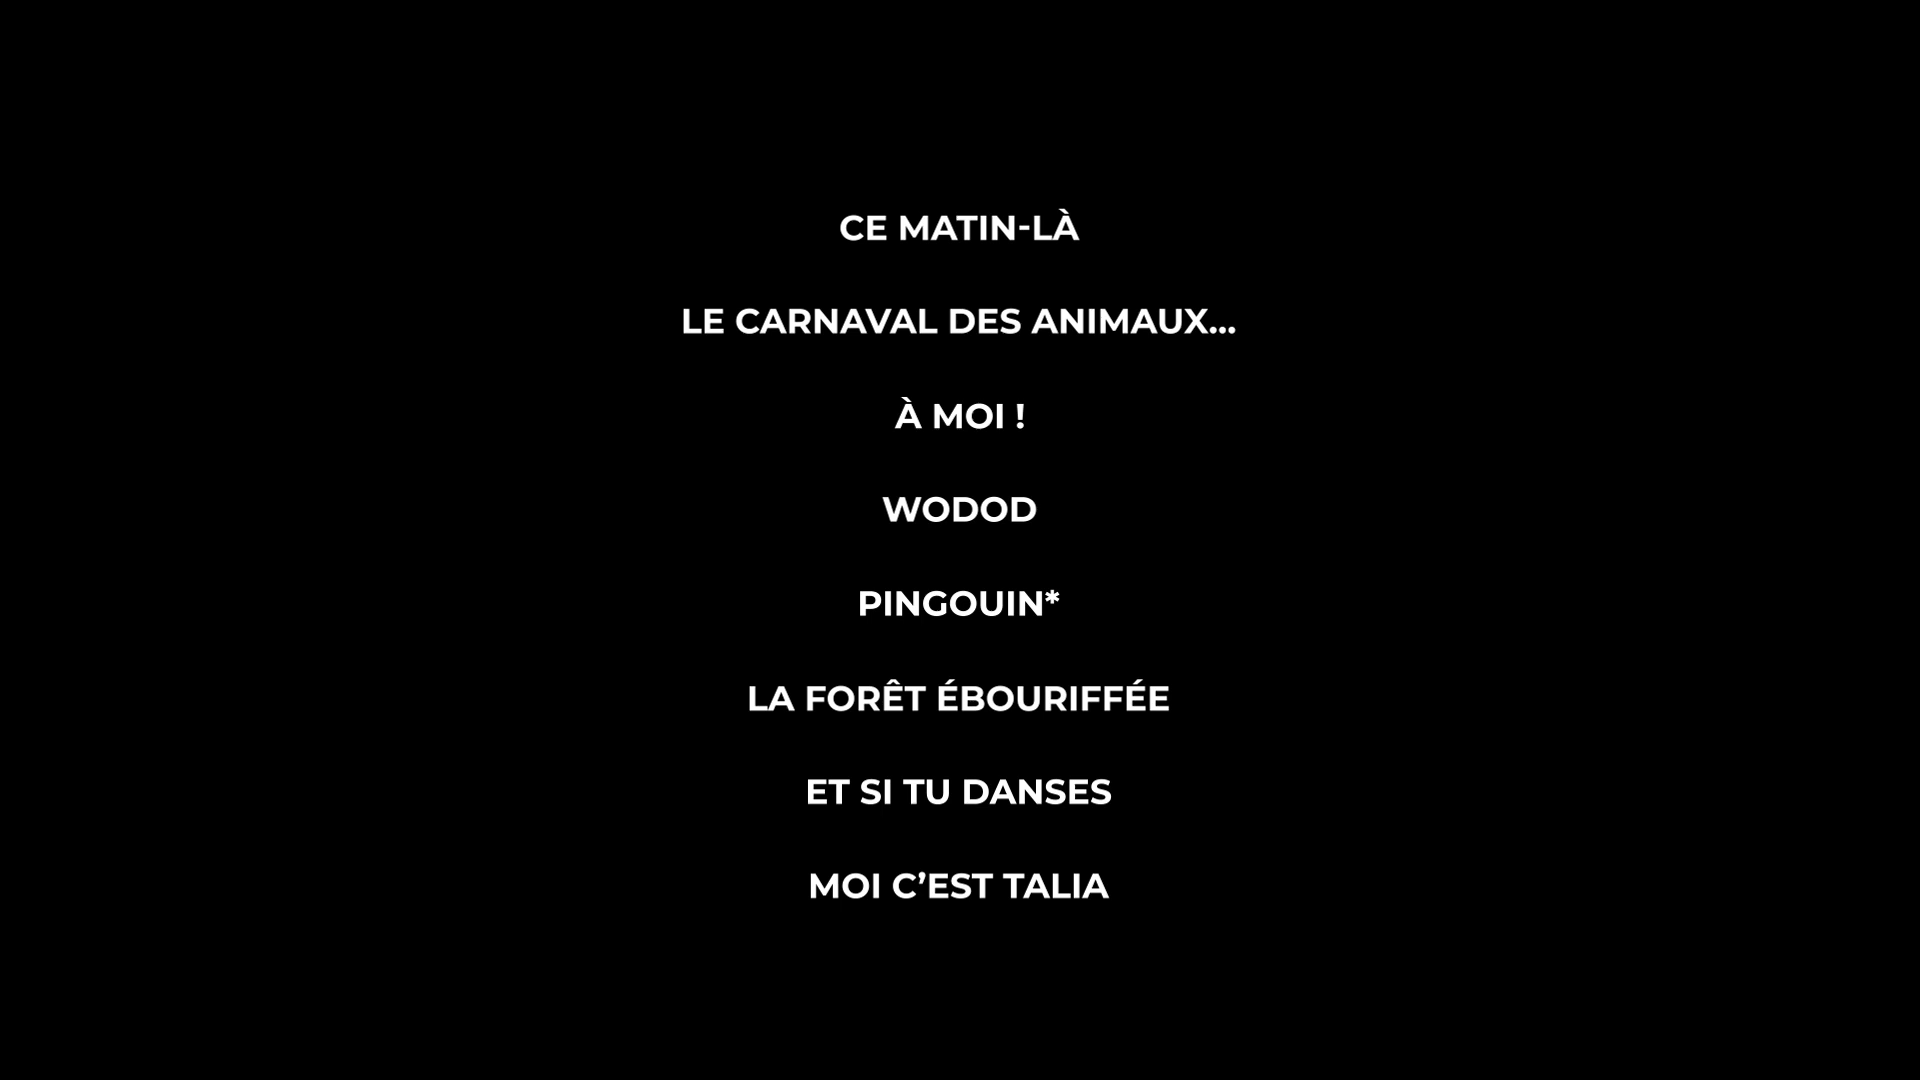 CE MATIN-LÀ
LE CARNAVAL DES ANIMAUX...
À MOI !
WODOD
PINGOUIN*
LA FORÊT ÉBOURIFFÉE
ET SI TU DANSES
MOI C’EST TALIA